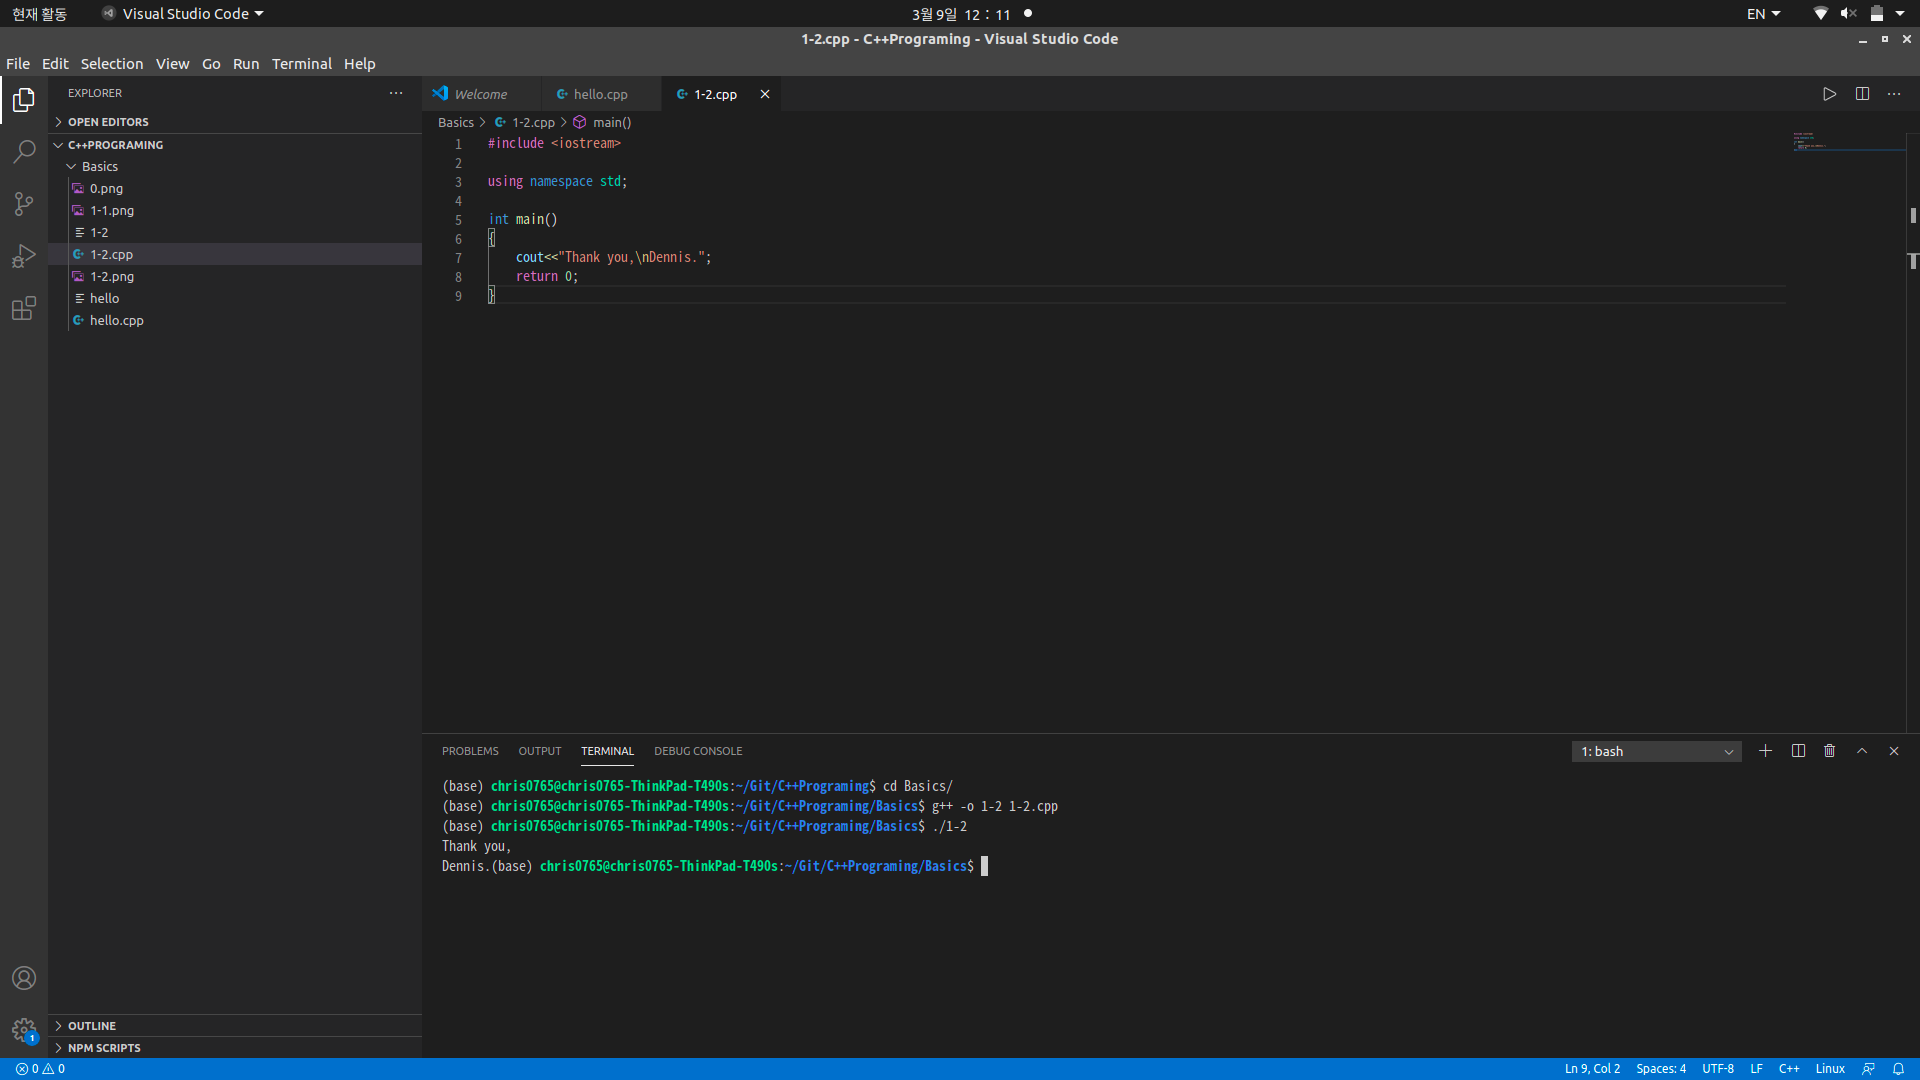 현재 활동 Visual Studio Code 3월 9일 12 : 11 EN
1-2.cpp - C++Programing - Visual Studio Code
File Edit Selection View Go Run Terminal Help
EXPLORER
OPEN EDITORS
C++PROGRAMING
Basics
0.png
1-1.png
1-2
1-2.cpp
1-2.png
hello
hello.cpp
OUTLINE
NPM SCRIPTS
Welcome hello.cpp 1-2.cpp
Basics > 1-2.cpp > main()
1 #include <iostream>
2
3 using namespace std;
4
5 int main()
6 {
7 cout<<"Thank you,\nDennis.";
8 return 0;
9 }
PROBLEMS OUTPUT TERMINAL DEBUG CONSOLE 1: bash
(base) chris0765@chris0765-ThinkPad-T490s:~/Git/C++Programing$ cd Basics/
(base) chris0765@chris0765-ThinkPad-T490s:~/Git/C++Programing/Basics$ g++ -o 1-2 1-2.cpp
(base) chris0765@chris0765-ThinkPad-T490s:~/Git/C++Programing/Basics$ ./1-2
Thank you,
Dennis.(base) chris0765@chris0765-ThinkPad-T490s:~/Git/C++Programing/Basics$
1
0 0 Ln 9, Col 2 Spaces: 4 UTF-8 LF C++ Linux